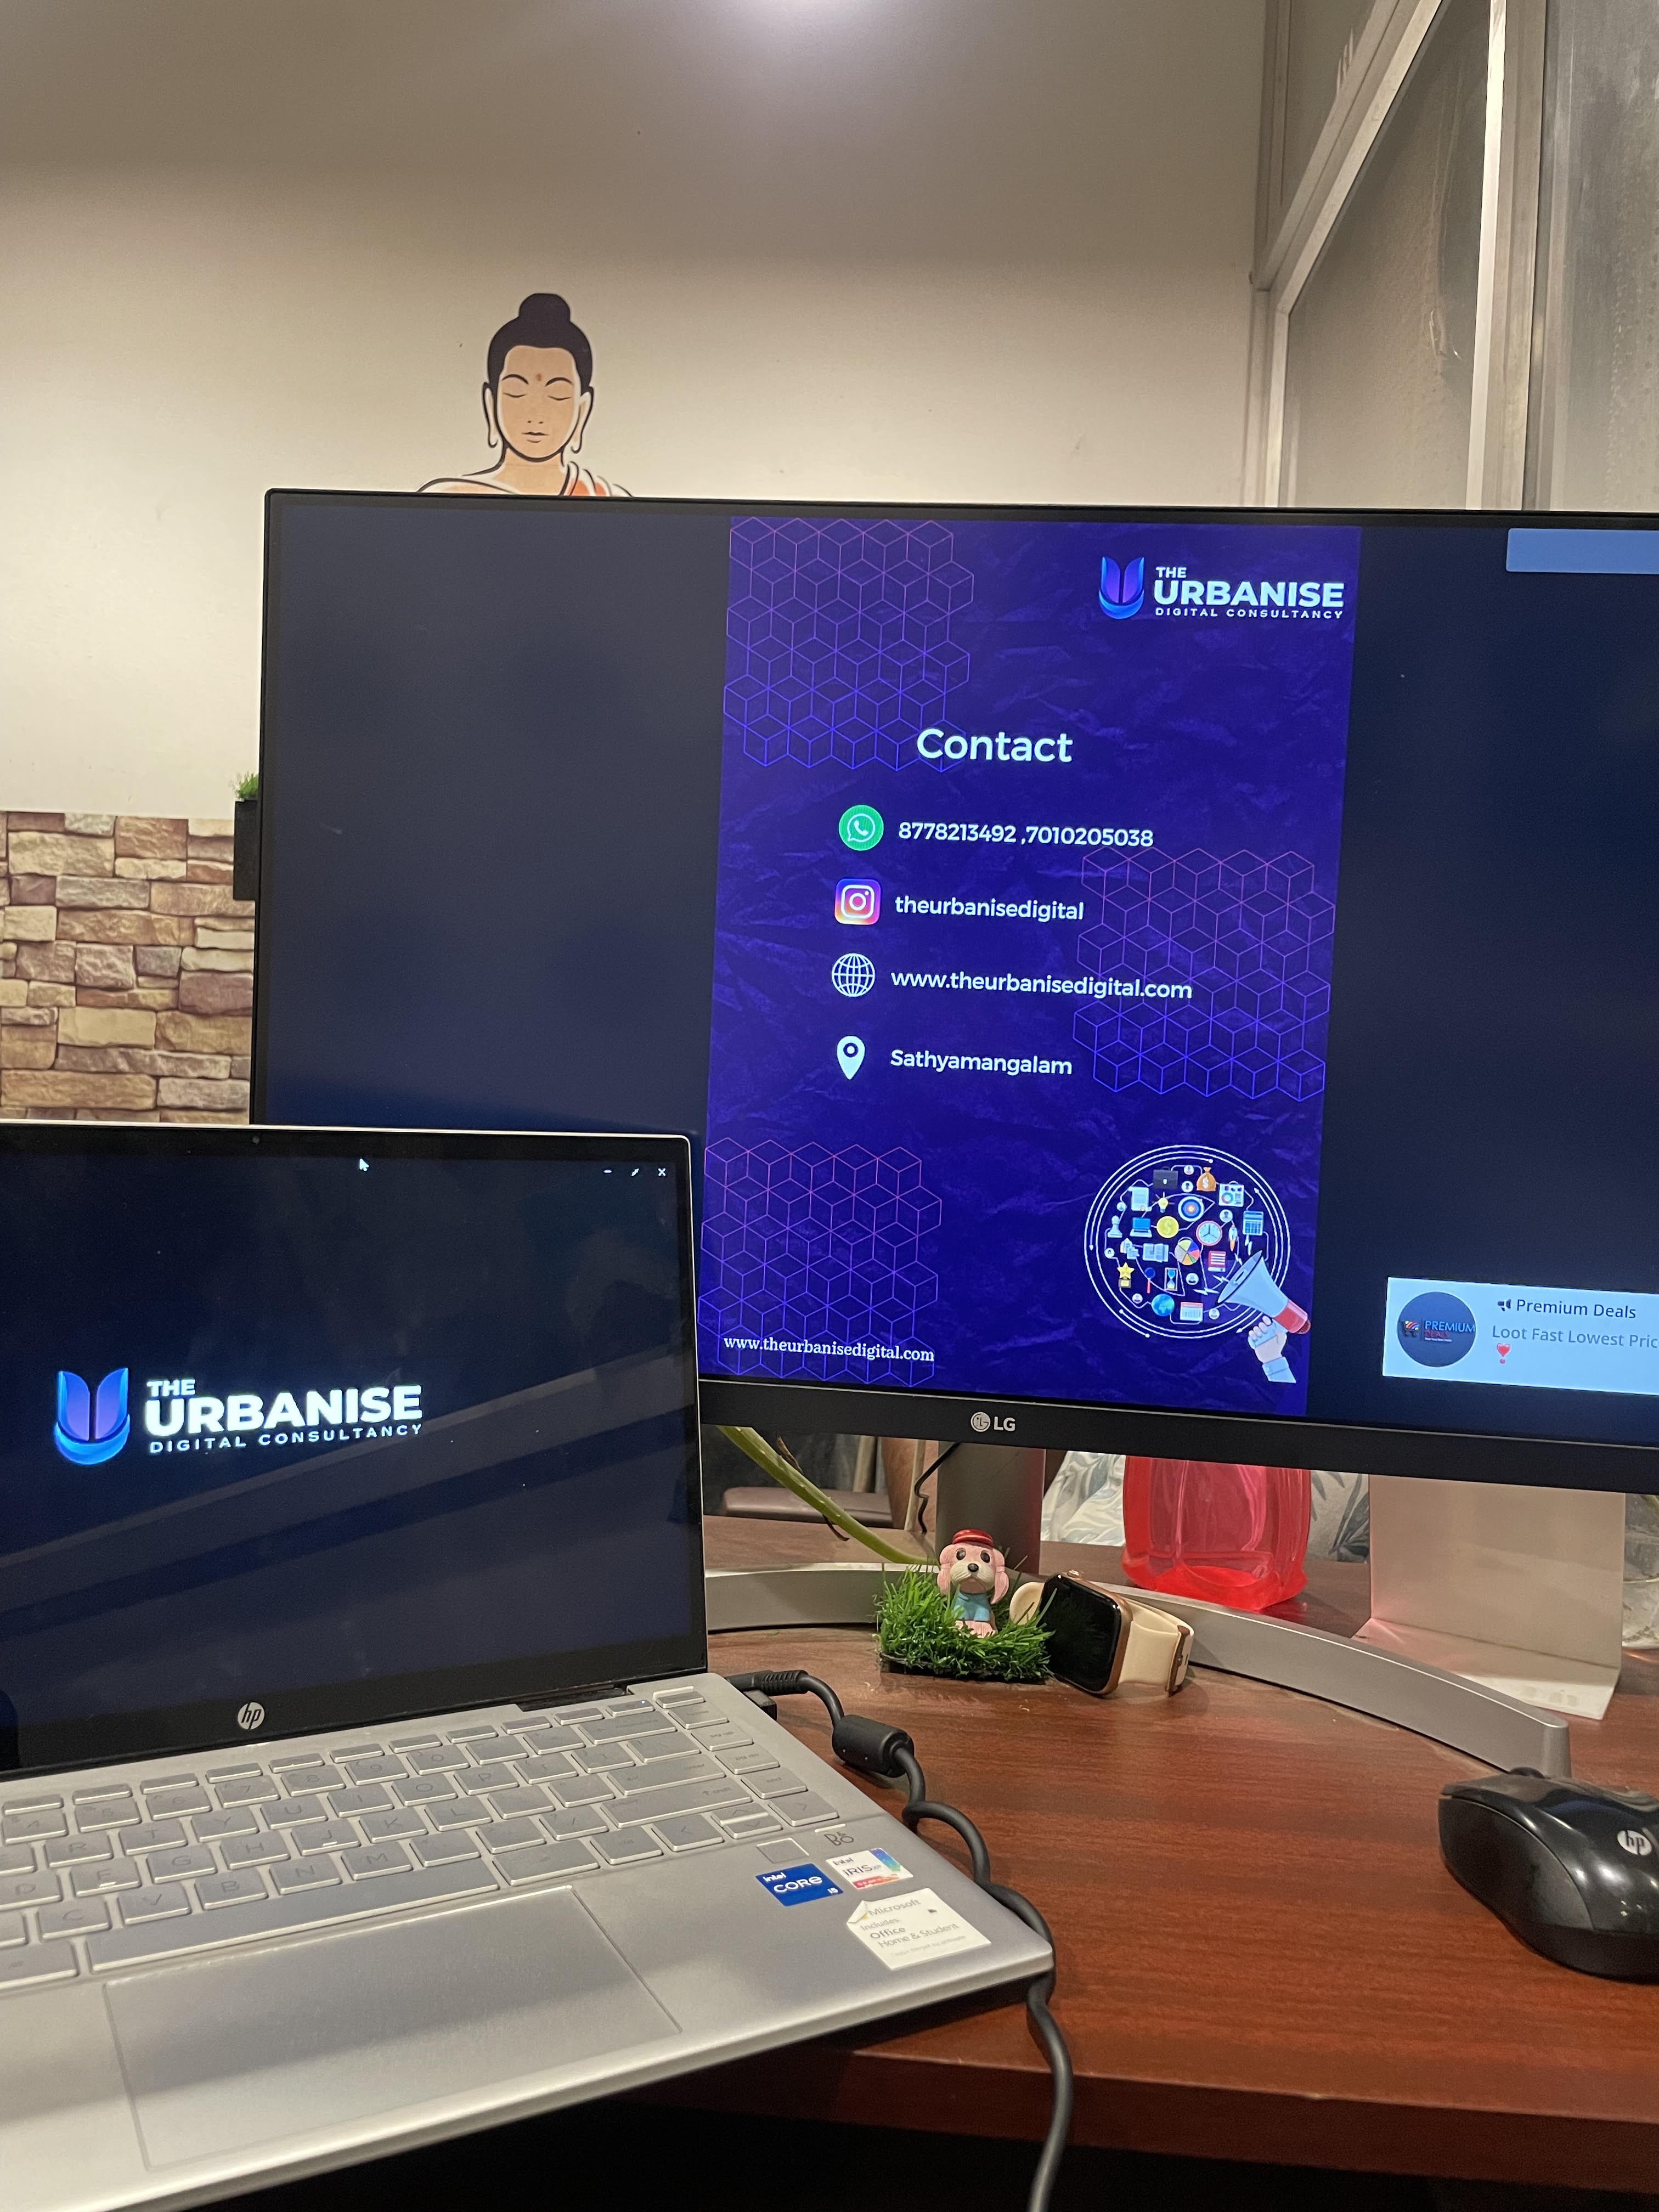 THE
URBANISE
DIGITAL CONSULTANCY
Contact
8778213492 ,7010205038
theurbanisedigital
www.theurbanisedigital.com
Sathyamangalam
www.theurbanisedigital.com
PREMIUM
Premium Deals
Loot Fast Lowest Pric
LG
THE
URBANISE
DIGITAL CONSULTANCY
hp
intel
CORE
i5
intel
IRIS
Microsoft
Includes
Office
Home & Student
hp